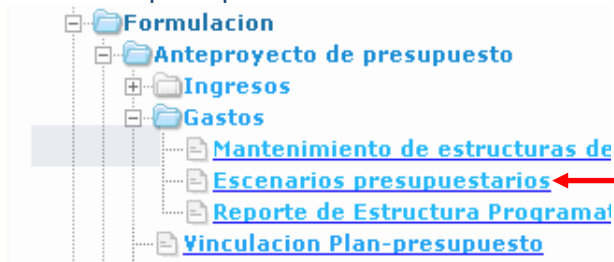 Formulacion
Anteproyecto de presupuesto
Ingresos
Gastos
Mantenimiento de estructuras de
Escenarios presupuestarios
Reporte de Estructura
Vinculacion Plan-presupuesto